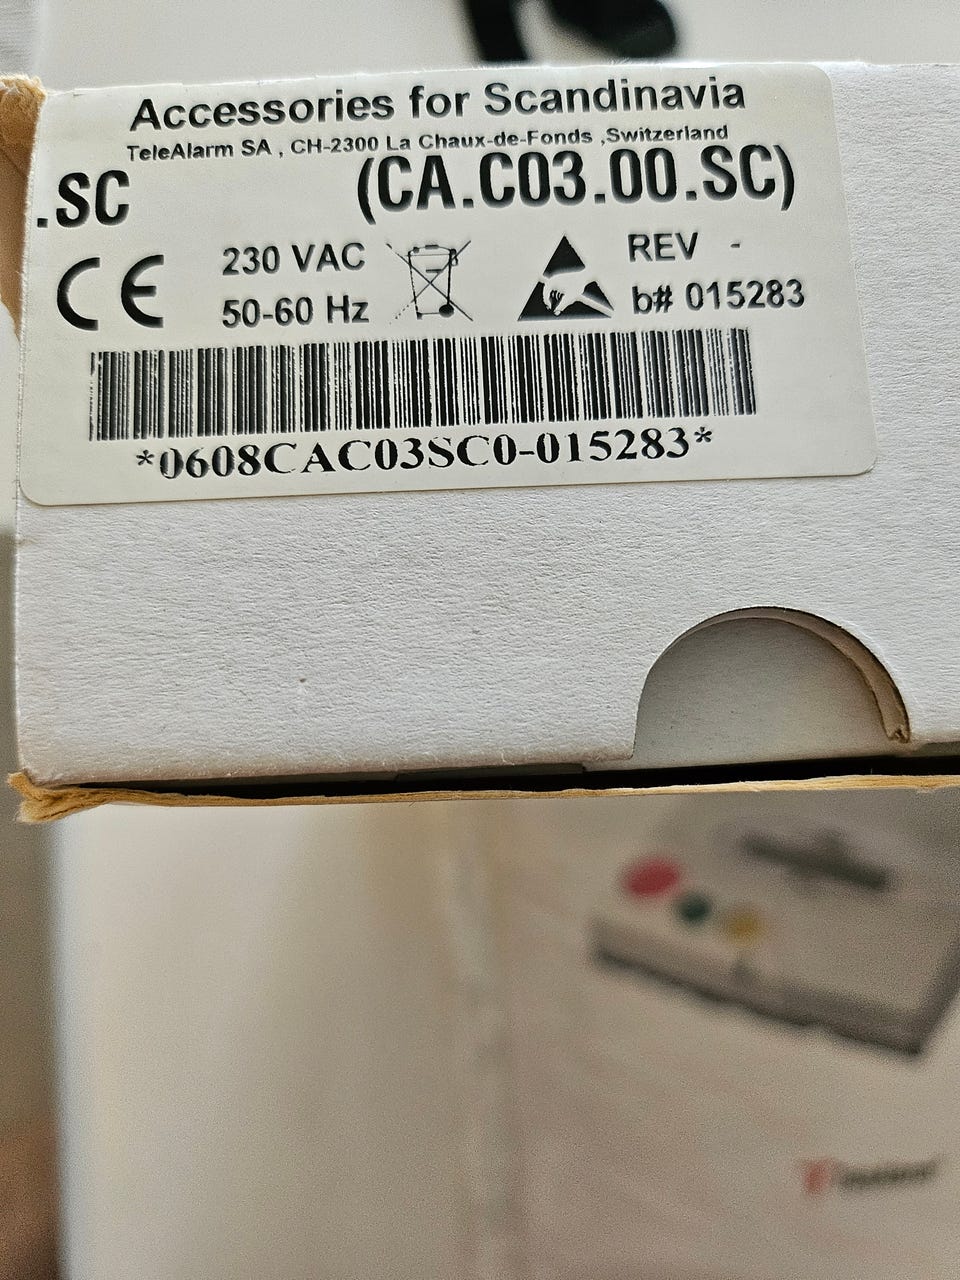 Accessories for Scandinavia
TeleAlarm SA , CH-2300 La Chaux-de-Fonds ,Switzerland
.SC (CA.C03.00.SC)
CE 230 VAC REV -
50-60 Hz b# 015283
*0608CAC03SC0-015283*